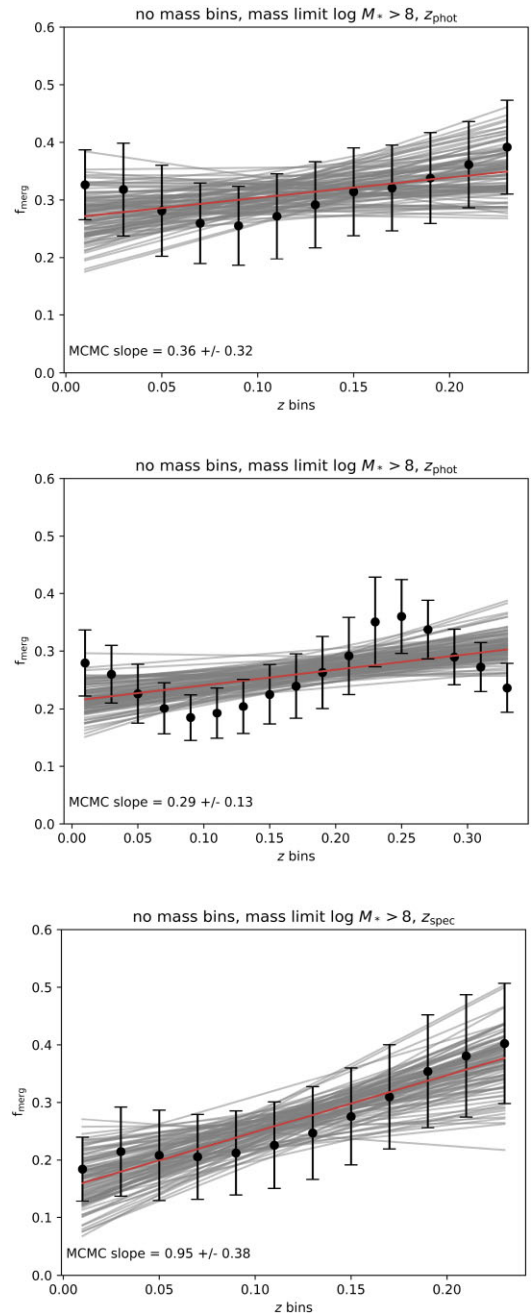 no mass bins, mass limit log M* > 8, zphot
0.6
0.5
0.4
0.3
0.2
0.1
0.0
fmerg
MCMC slope = 0.36 +/- 0.32
0.00 0.05 0.10 0.15 0.20
z bins
no mass bins, mass limit log M* > 8, zphot
0.6
0.5
0.4
0.3
0.2
0.1
0.0
fmerg
MCMC slope = 0.29 +/- 0.13
0.00 0.05 0.10 0.15 0.20 0.25 0.30
z bins
no mass bins, mass limit log M* > 8, zspec
0.6
0.5
0.4
0.3
0.2
0.1
0.0
fmerg
MCMC slope = 0.95 +/- 0.38
0.00 0.05 0.10 0.15 0.20
z bins